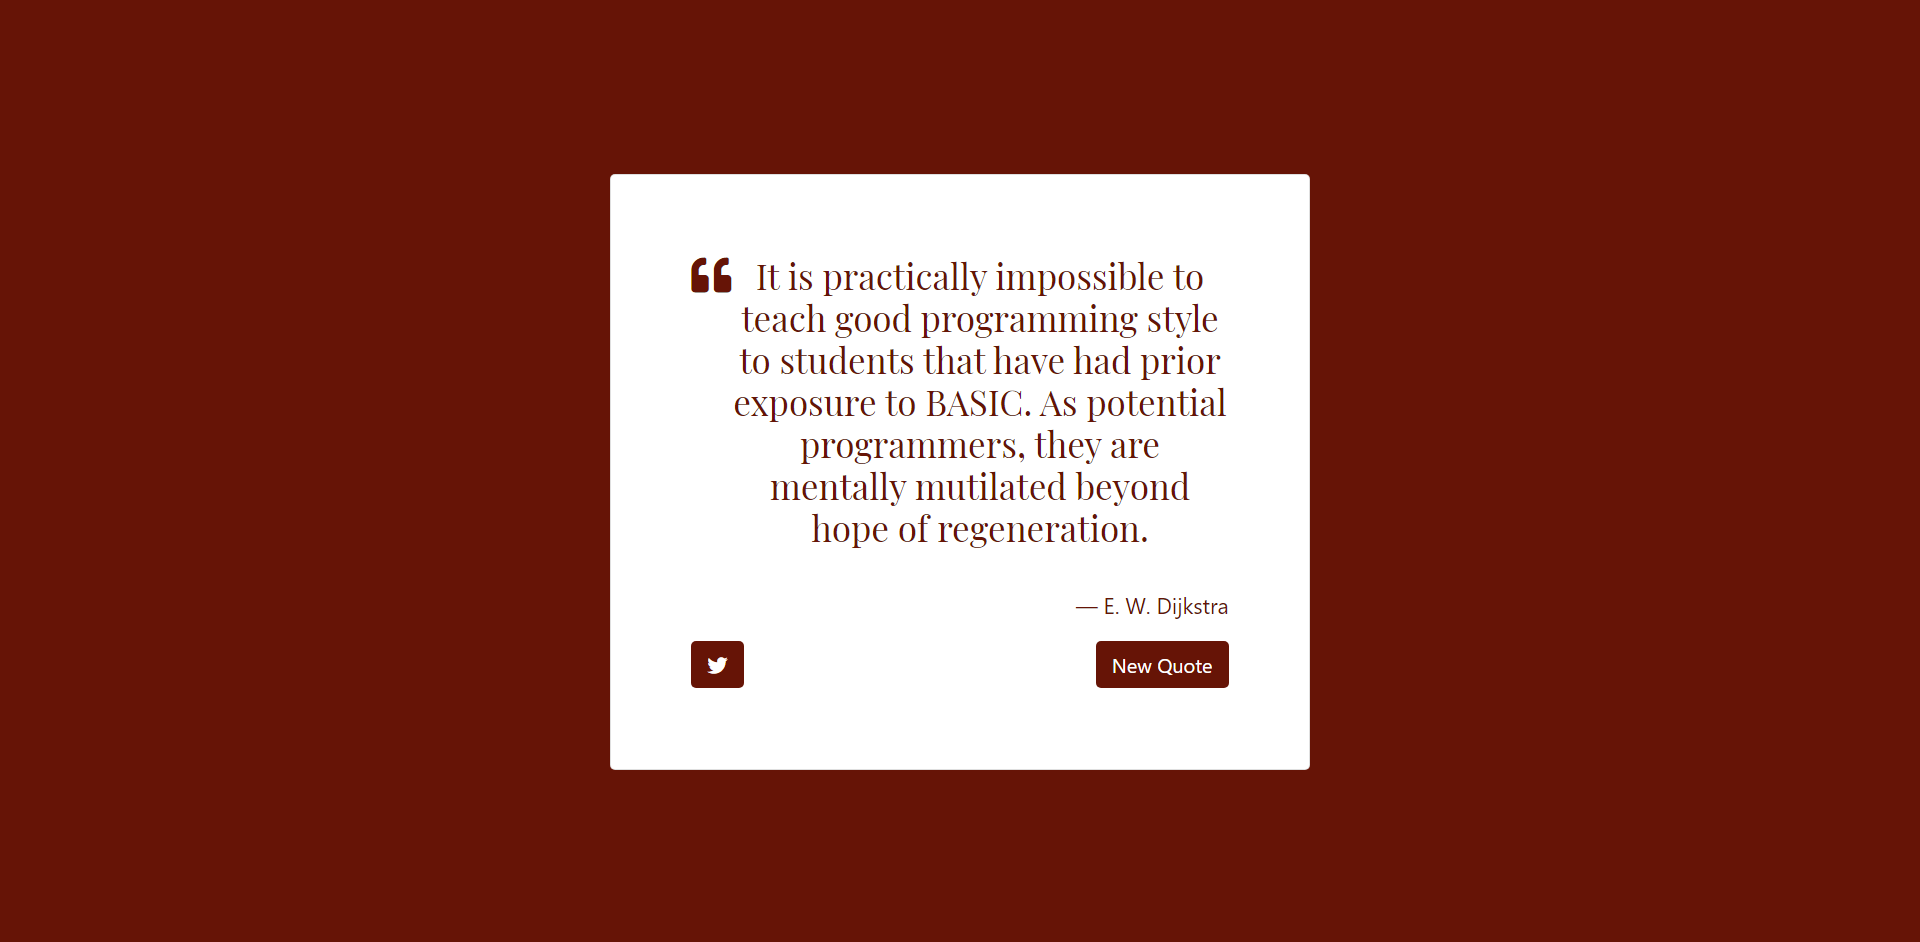 It is practically impossible to
teach good programming style
to students that have had prior
exposure to BASIC. As potential
programmers, they are
mentally mutilated beyond
hope of regeneration.
— E. W. Dijkstra
New Quote